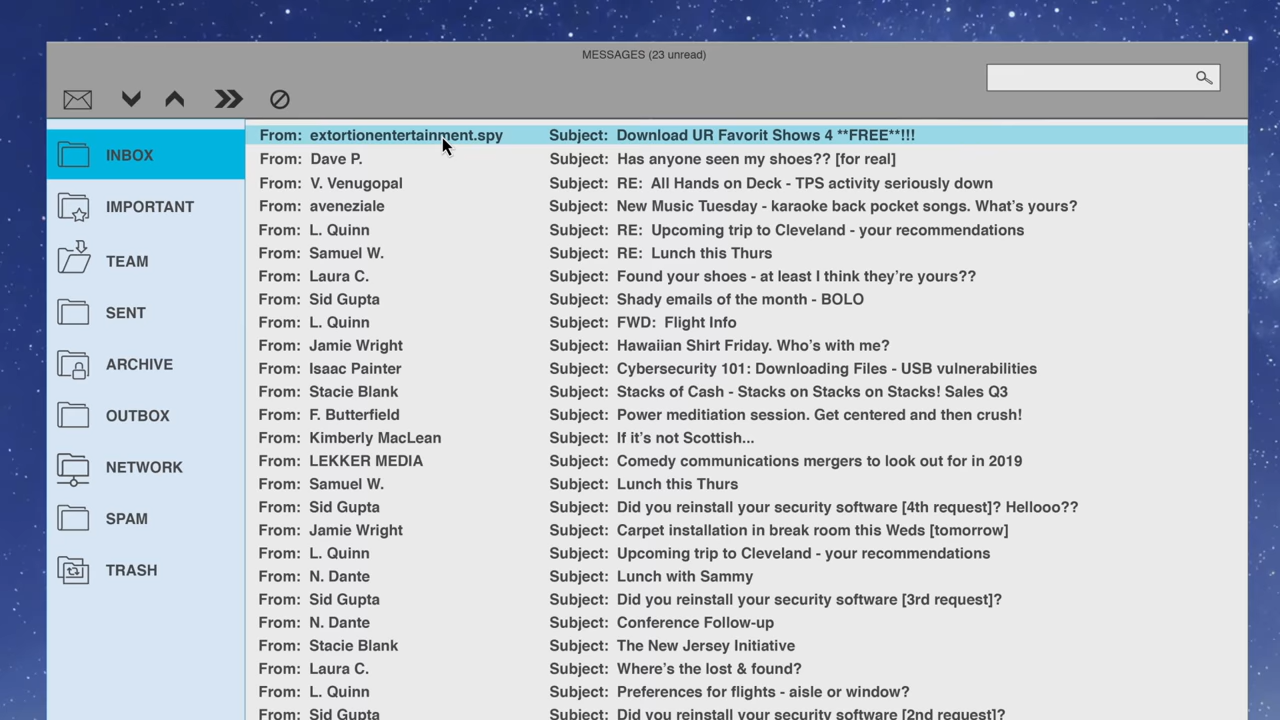 MESSAGES (23 unread)
INBOX
IMPORTANT
TEAM
SENT
ARCHIVE
OUTBOX
NETWORK
SPAM
TRASH
From: extortionentertainment.spy Subject: Download UR Favorit Shows 4 **FREE**!!!
From: Dave P. Subject: Has anyone seen my shoes?? [for real]
From: V. Venugopal Subject: RE: All Hands on Deck - TPS activity seriously down
From: aveneziale Subject: New Music Tuesday - karaoke back pocket songs. What's yours?
From: L. Quinn Subject: RE: Upcoming trip to Cleveland - your recommendations
From: Samuel W. Subject: RE: Lunch this Thurs
From: Laura C. Subject: Found your shoes - at least I think they're yours??
From: Sid Gupta Subject: Shady emails of the month - BOLO
From: L. Quinn Subject: FWD: Flight Info
From: Jamie Wright Subject: Hawaiian Shirt Friday. Who's with me?
From: Isaac Painter Subject: Cybersecurity 101: Downloading Files - USB vulnerabilities
From: Stacie Blank Subject: Stacks of Cash - Stacks on Stacks on Stacks! Sales Q3
From: F. Butterfield Subject: Power meditiation session. Get centered and then crush!
From: Kimberly MacLean Subject: If it's not Scottish...
From: LEKKER MEDIA Subject: Comedy communications mergers to look out for in 2019
From: Samuel W. Subject: Lunch this Thurs
From: Sid Gupta Subject: Did you reinstall your security software [4th request]? Hellooo??
From: Jamie Wright Subject: Carpet installation in break room this Weds [tomorrow]
From: L. Quinn Subject: Upcoming trip to Cleveland - your recommendations
From: N. Dante Subject: Lunch with Sammy
From: Sid Gupta Subject: Did you reinstall your security software [3rd request]?
From: N. Dante Subject: Conference Follow-up
From: Stacie Blank Subject: The New Jersey Initiative
From: Laura C. Subject: Where's the lost & found?
From: L. Quinn Subject: Preferences for flights - aisle or window?
From: Sid Gupta Subject: Did you reinstall your security software [2nd request]?